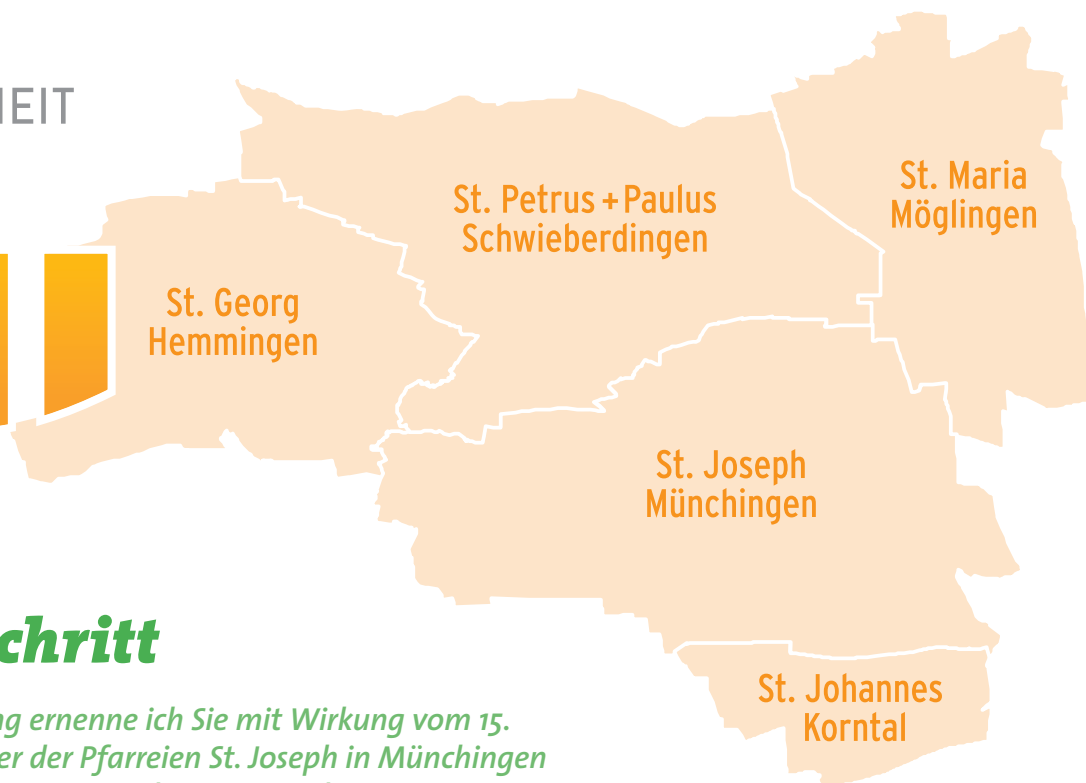 HEIT
St. Maria
Möglingen
St. Petrus + Paulus
Schwieberdingen
St. Georg
Hemmingen
St. Joseph
Münchingen
St. Johannes
Korntal
chritt
ng ernenne ich Sie mit Wirkung vom 15.
er der Pfarreien St. Joseph in Münchingen